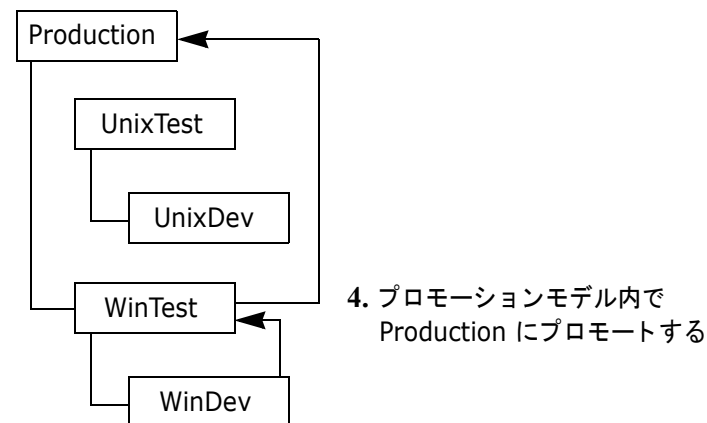 Production
UnixTest
UnixDev
WinTest
4. プロモーションモデル内で
Production にプロモートする
WinDev